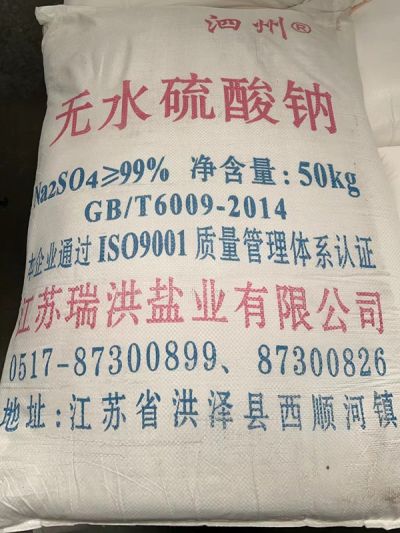 泗州®
无水硫酸钠
Na2SO4≥99% 净含量:50kg
GB/T6009-2014
本企业通过ISO9001质量管理体系认证
江苏瑞洪盐业有限公司
0517-87300899、87300826
地址:江苏省洪泽县西顺河镇